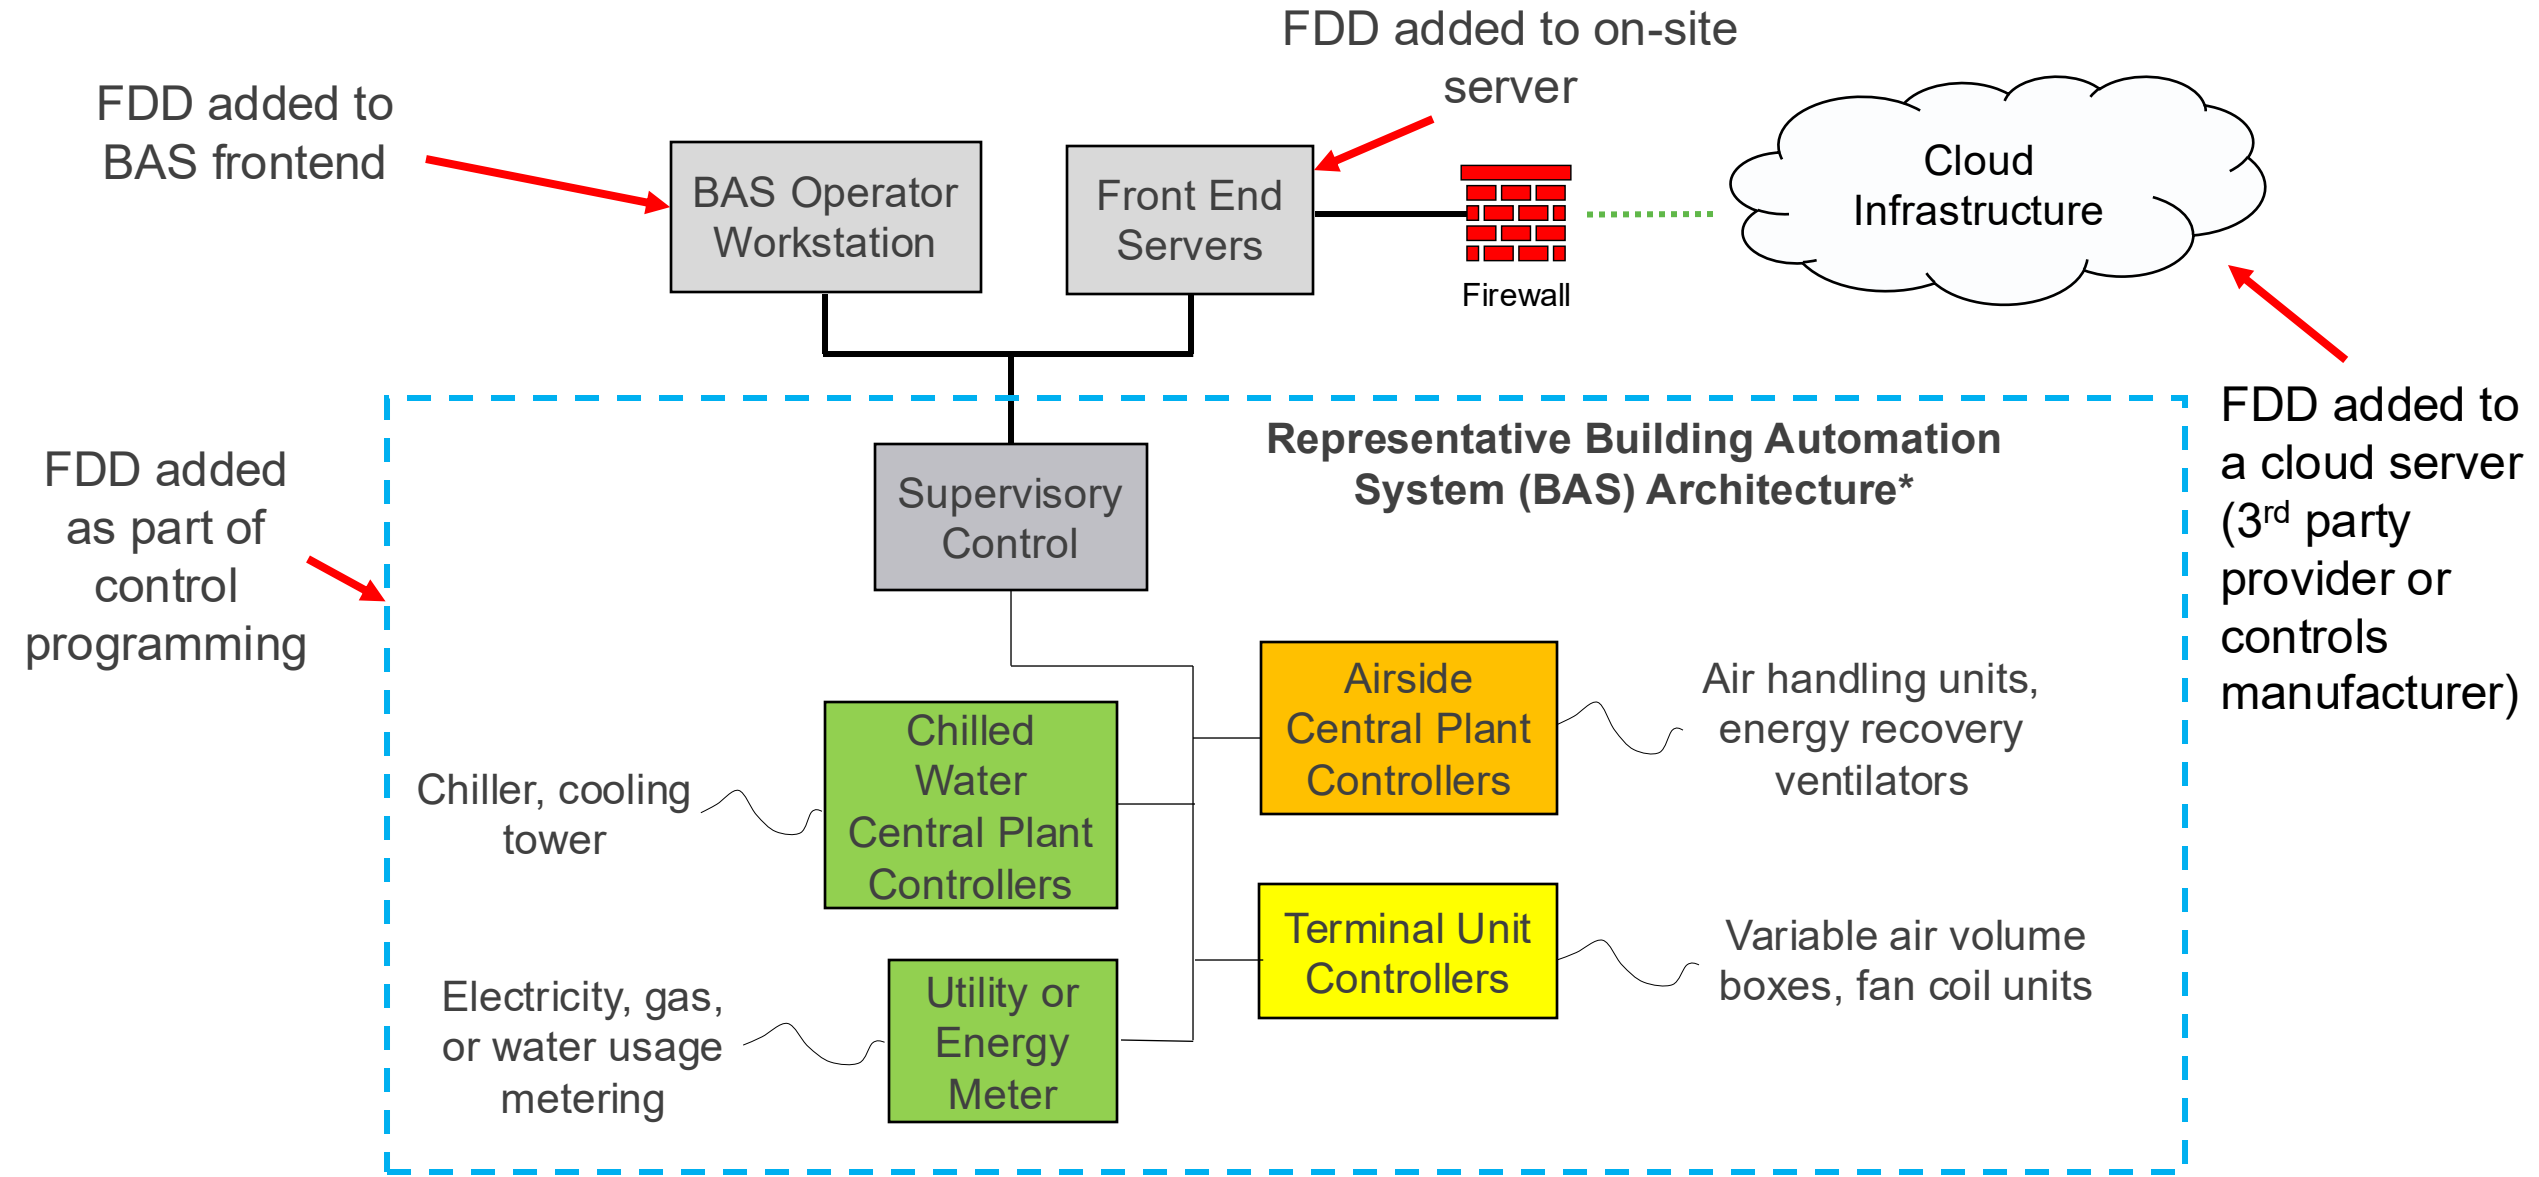 FDD added to on-site
server
FDD added to
BAS frontend
BAS Operator
Workstation
Front End
Servers
Firewall
Cloud
Infrastructure
FDD added to
a cloud server
(3rd party
provider or
controls
manufacturer)
FDD added
as part of
control
programming
Representative Building Automation
System (BAS) Architecture*
Supervisory
Control
Airside
Central Plant
Controllers
Air handling units,
energy recovery
ventilators
Chilled
Water
Central Plant
Controllers
Chiller, cooling
tower
Terminal Unit
Controllers
Variable air volume
boxes, fan coil units
Utility or
Energy
Meter
Electricity, gas,
or water usage
metering